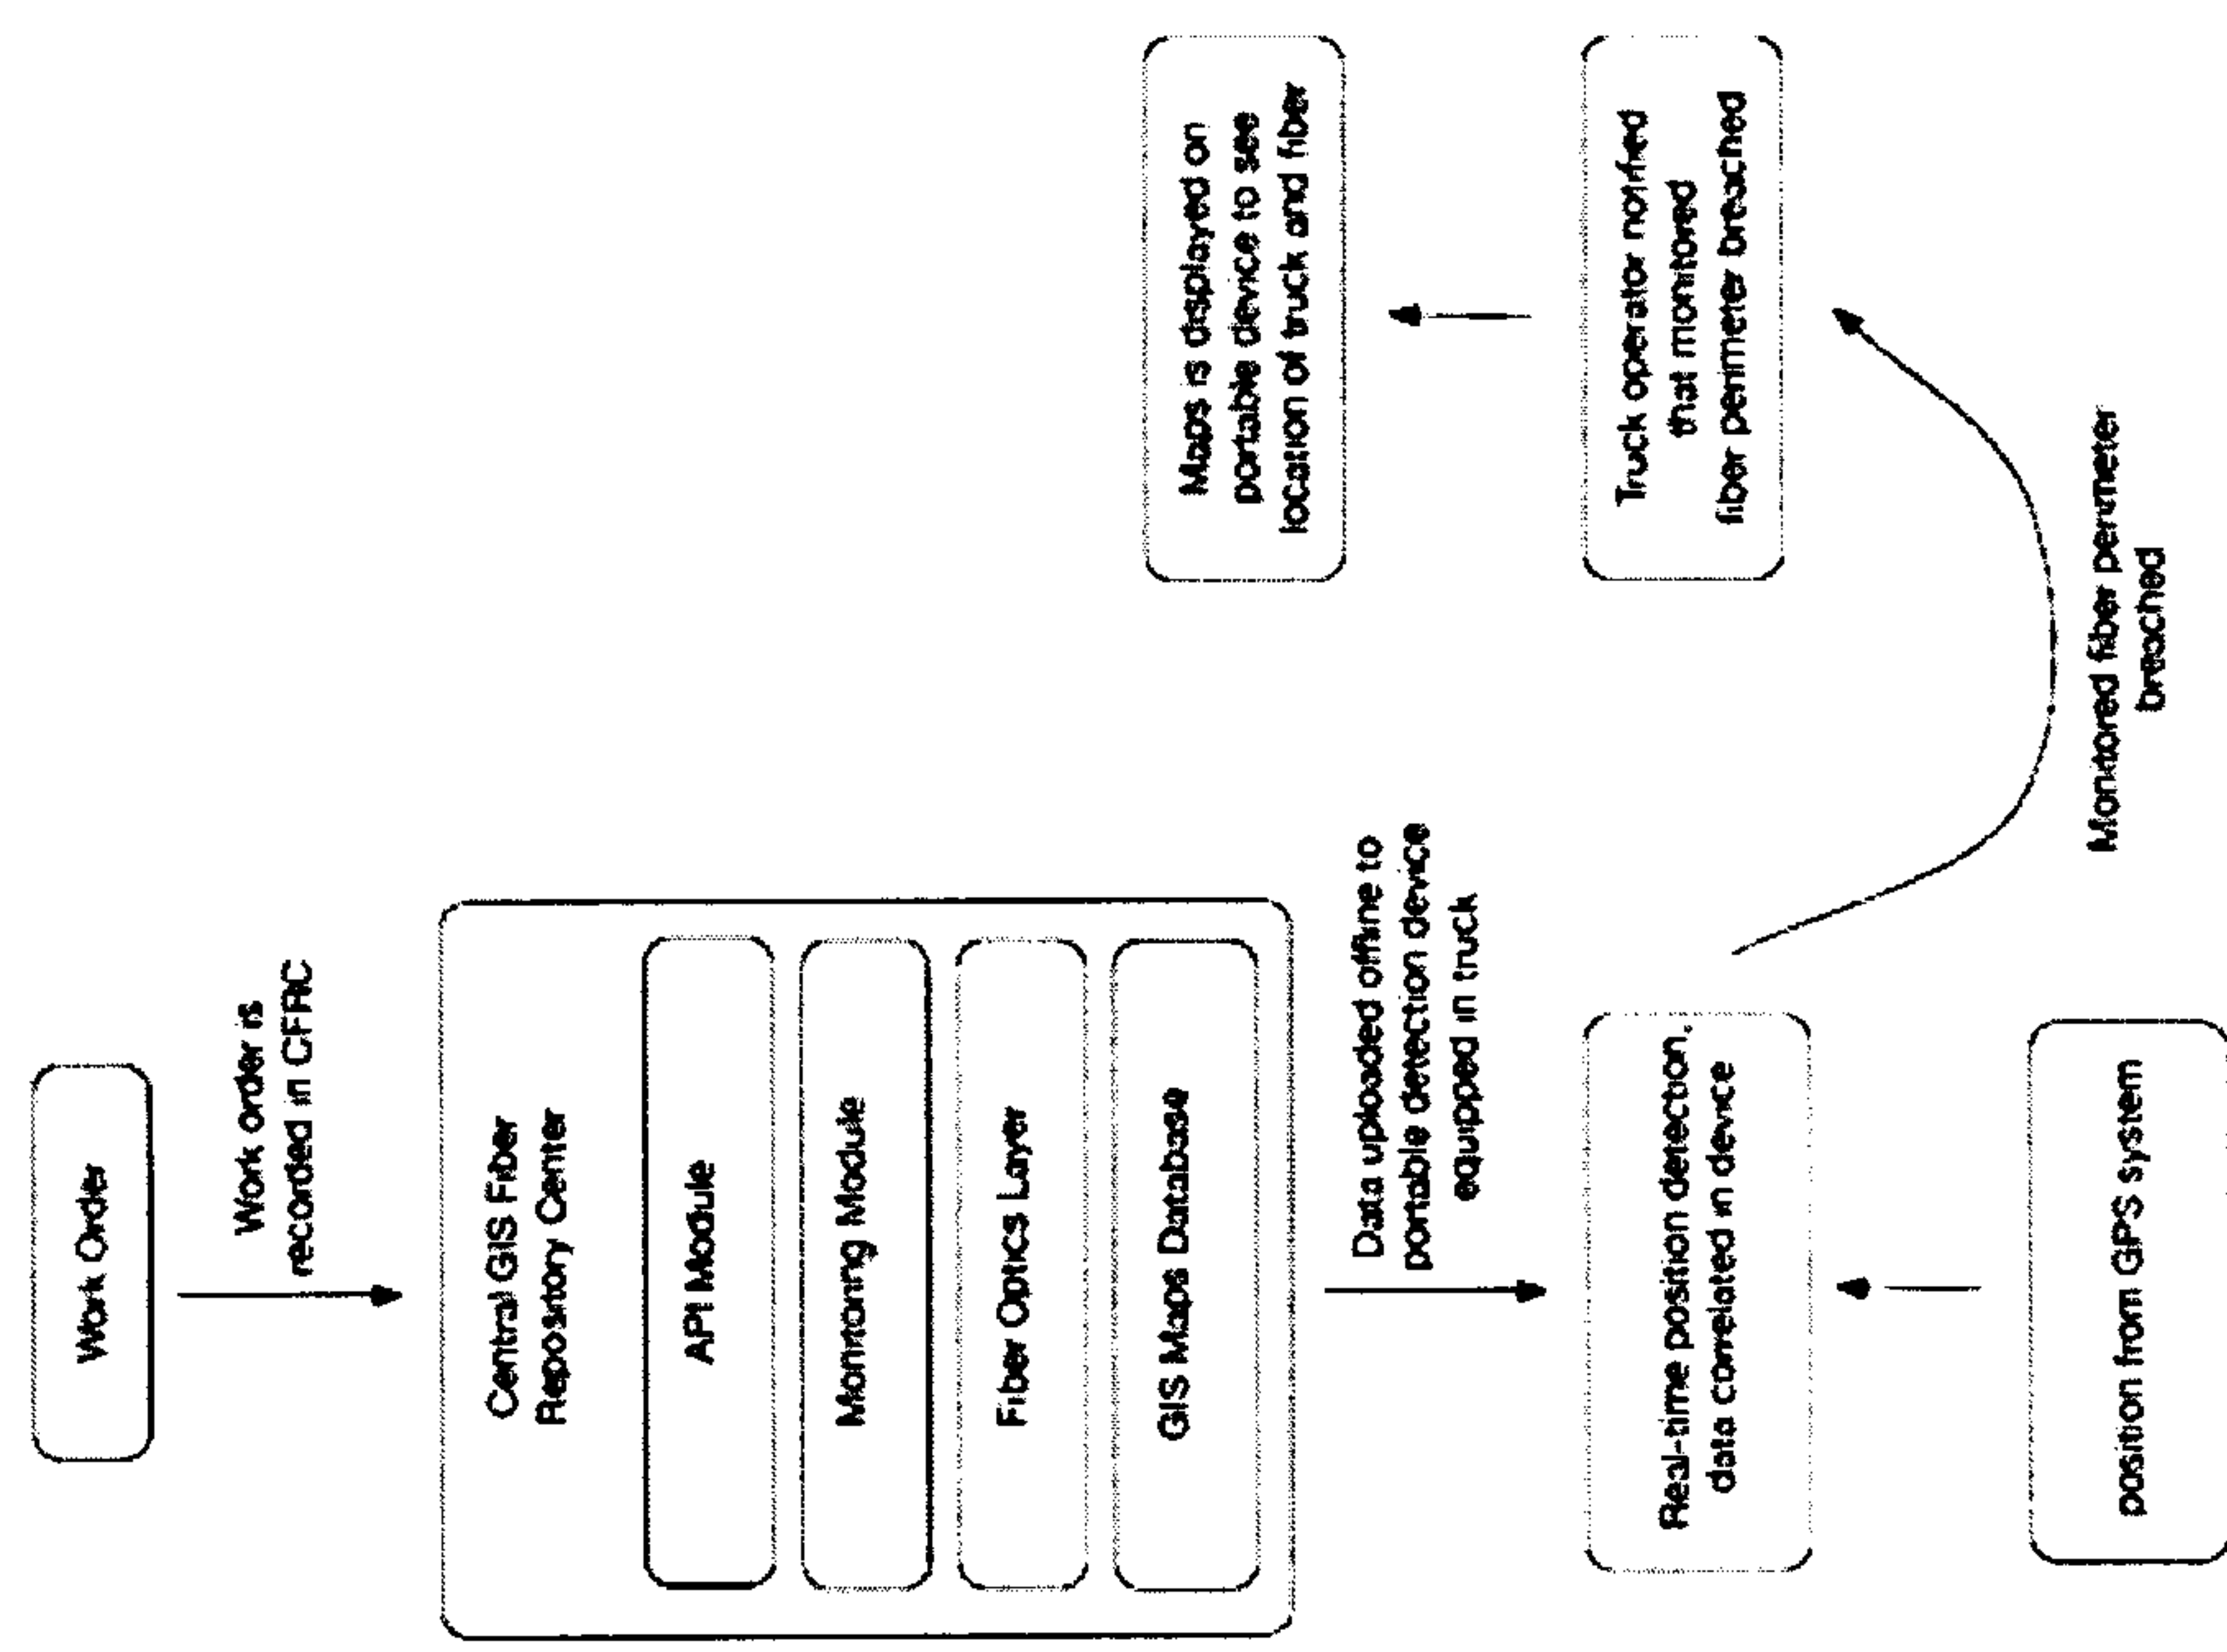 Work Order
Work order is
recorded in CFRC
Central GIS Fiber
Repository Center
API Module
Monitoring Module
Fiber Optics Layer
GIS Maps Database
Data uploaded offline to
portable detection device
equipped in truck
Real-time position detection,
data correlated in device
position from GPS system
Monitored fiber perimeter
breached
Truck operator notified
that monitored
fiber perimeter breached
Maps is displayed on
portable device to see
location of truck and fiber